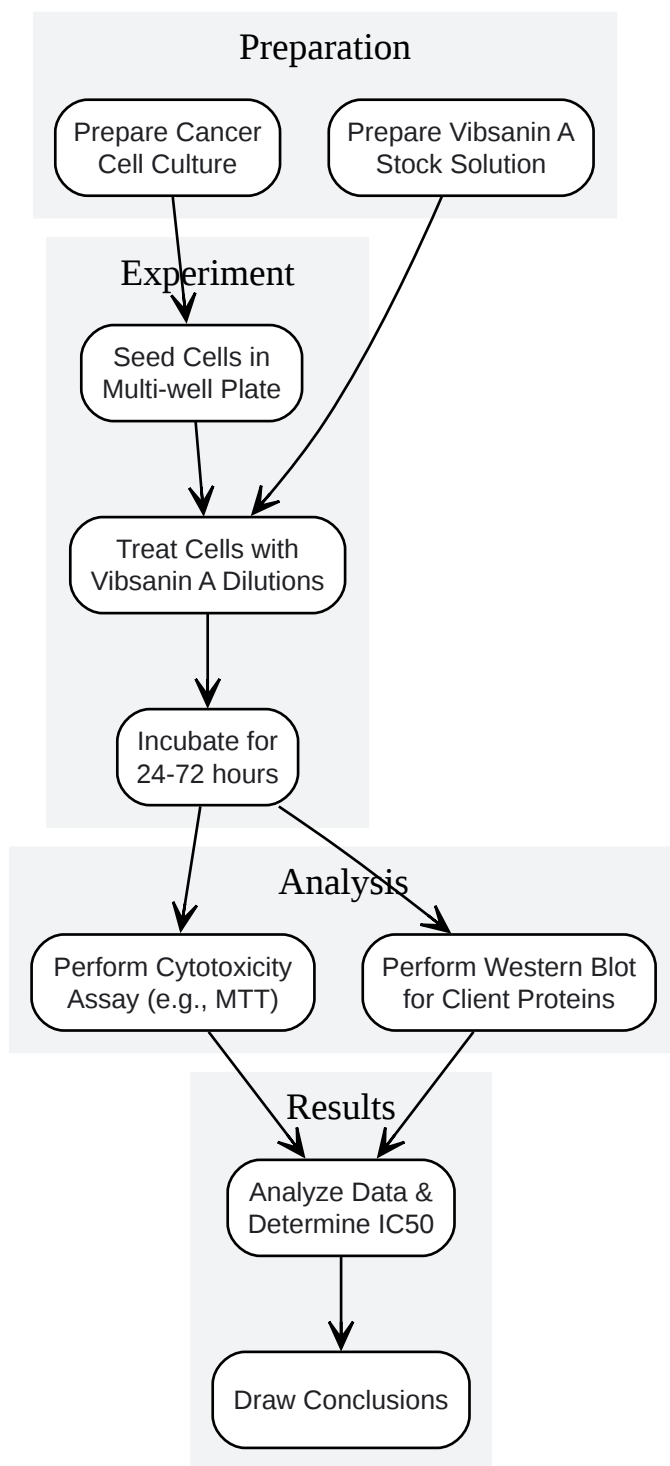 Preparation
Prepare Cancer
Cell Culture
Prepare Vibsanin A
Stock Solution
Experiment
Seed Cells in
Multi-well Plate
Treat Cells with
Vibsanin A Dilutions
Incubate for
24-72 hours
Analysis
Perform Cytotoxicity
Assay (e.g., MTT)
Perform Western Blot
for Client Proteins
Results
Analyze Data &
Determine IC50
Draw Conclusions